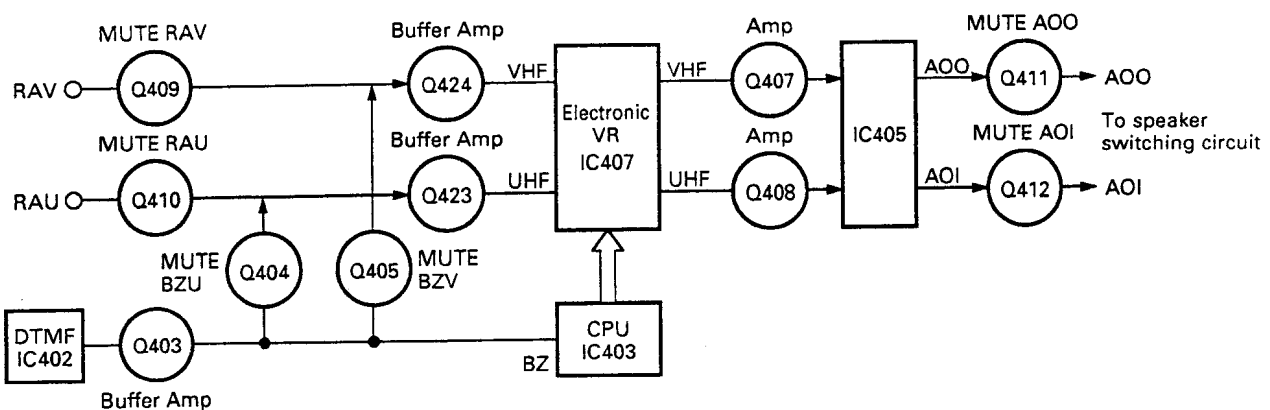 MUTE RAV
Buffer Amp
Amp
MUTE AOO
RAV
Q409
Q424
VHF
VHF
Q407
AOO
Q411
AOO
MUTE RAU
Buffer Amp
Electronic
VR
IC407
Amp
IC405
MUTE AOI
To speaker
switching circuit
RAU
Q410
Q423
UHF
UHF
Q408
AOI
Q412
AOI
MUTE
BZU
Q404
Q405
MUTE
BZV
DTMF
IC402
Q403
BZ
CPU
IC403
Buffer Amp